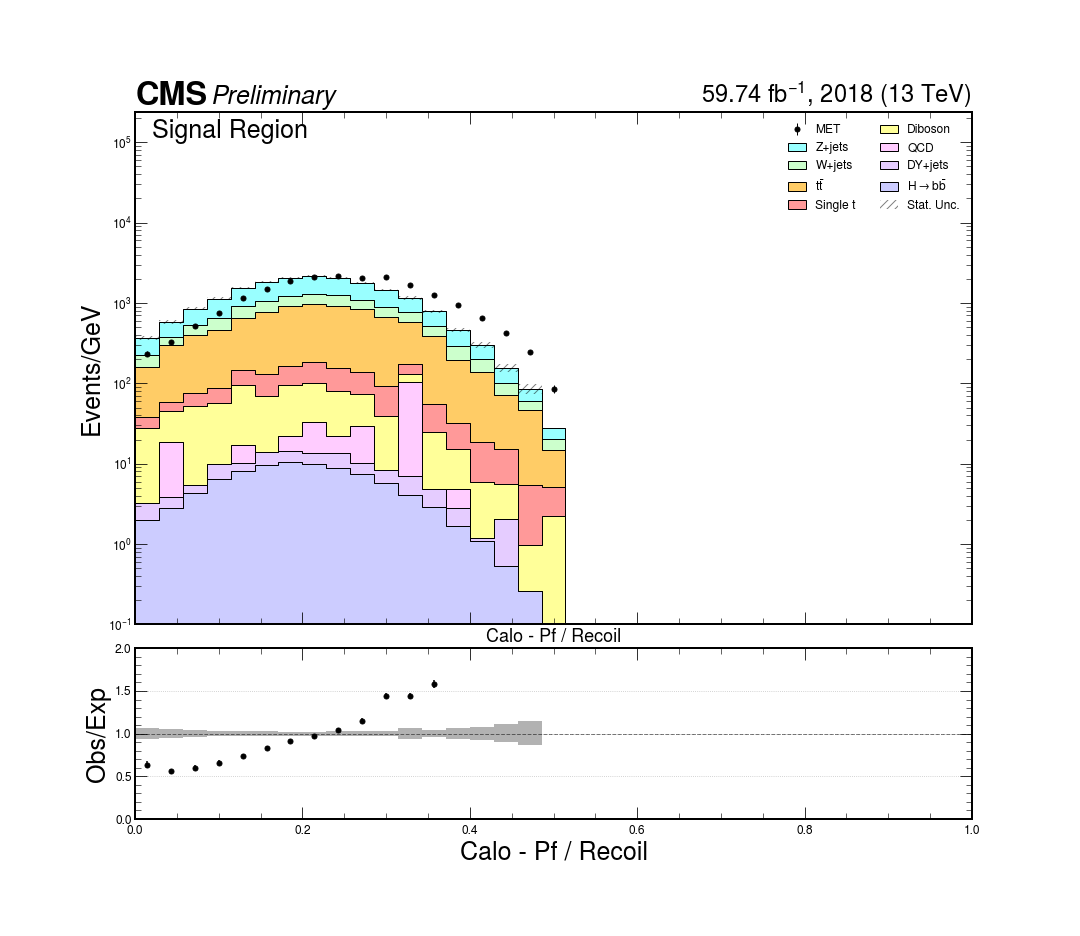 CMS Preliminary 59.74 fb⁻¹, 2018 (13 TeV)
Signal Region
MET
Z+jets
W+jets
tt̄
Single t
Diboson
QCD
DY+jets
H→bb̄
Stat. Unc.
Events/GeV
10⁵
10⁴
10³
10²
10¹
10⁰
10⁻¹
Calo - Pf / Recoil
Obs/Exp
2.0
1.5
1.0
0.5
0.0
0.0 0.2 0.4 0.6 0.8 1.0
Calo - Pf / Recoil